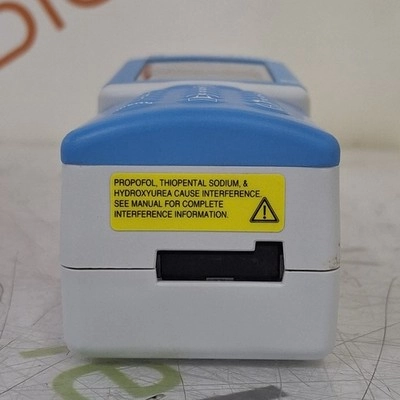 PROPOFOL, THIOPENTAL SODIUM, &
HYDROXYUREA CAUSE INTERFERENCE.
SEE MANUAL FOR COMPLETE
INTERFERENCE INFORMATION.